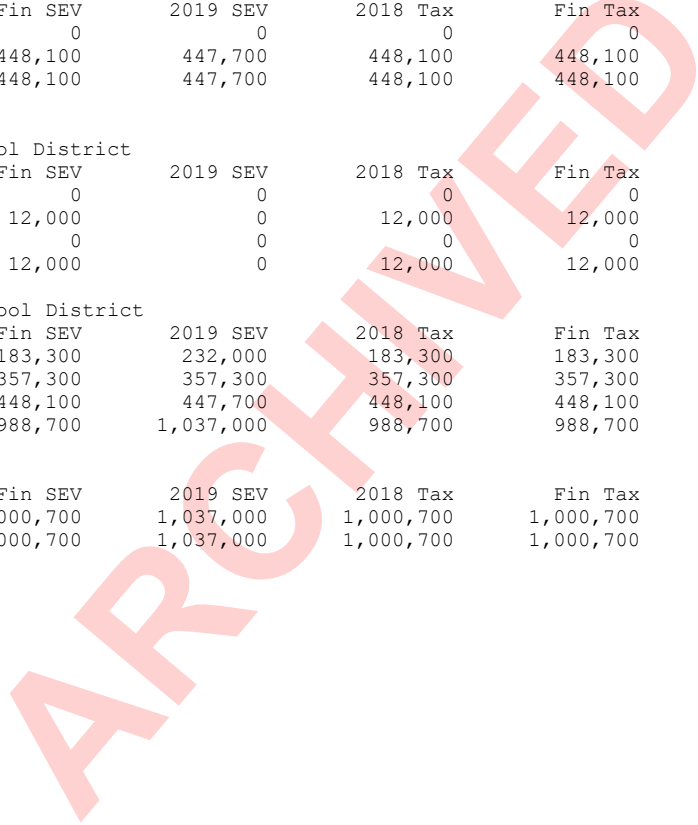 Fin SEV 2019 SEV 2018 Tax Fin Tax
0 0 0 0
448,100 447,700 448,100 448,100
448,100 447,700 448,100 448,100
ol District
Fin SEV 2019 SEV 2018 Tax Fin Tax
0 0 0 0
12,000 0 12,000 12,000
0 0 0 0
12,000 0 12,000 12,000
ool District
Fin SEV 2019 SEV 2018 Tax Fin Tax
183,300 232,000 183,300 183,300
357,300 357,300 357,300 357,300
448,100 447,700 448,100 448,100
988,700 1,037,000 988,700 988,700
Fin SEV 2019 SEV 2018 Tax Fin Tax
000,700 1,037,000 1,000,700 1,000,700
000,700 1,037,000 1,000,700 1,000,700
ARCHIVED